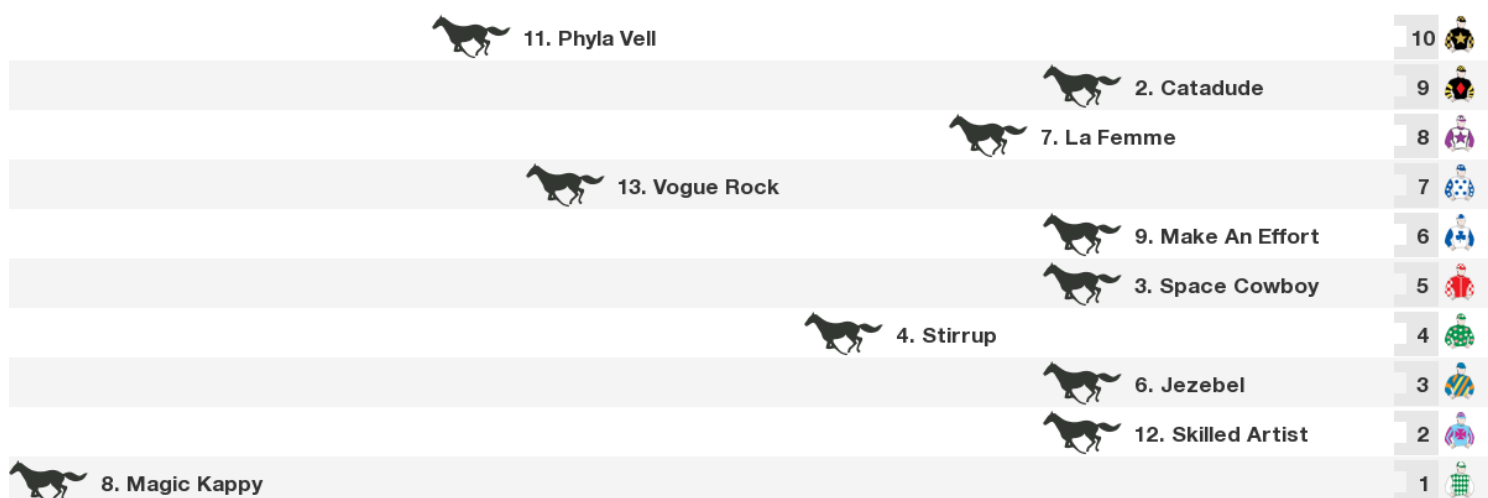 11. Phyla Vell 10
2. Catadude 9
7. La Femme 8
13. Vogue Rock 7
9. Make An Effort 6
3. Space Cowboy 5
4. Stirrup 4
6. Jezebel 3
12. Skilled Artist 2
8. Magic Kappy 1